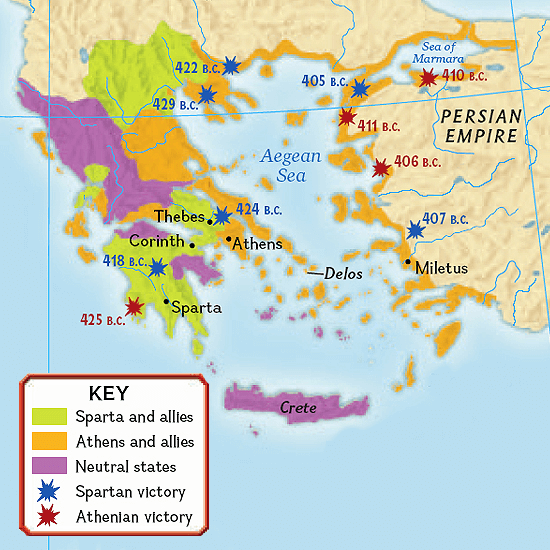 Sea of
Marmara
422 B.C.
405 B.C.
410 B.C.
429 B.C.
411 B.C.
PERSIAN
EMPIRE
Aegean
Sea
406 B.C.
Thebes
424 B.C.
407 B.C.
Corinth
Athens
418 B.C.
Delos
Miletus
425 B.C.
Sparta
Crete
KEY
Sparta and allies
Athens and allies
Neutral states
Spartan victory
Athenian victory